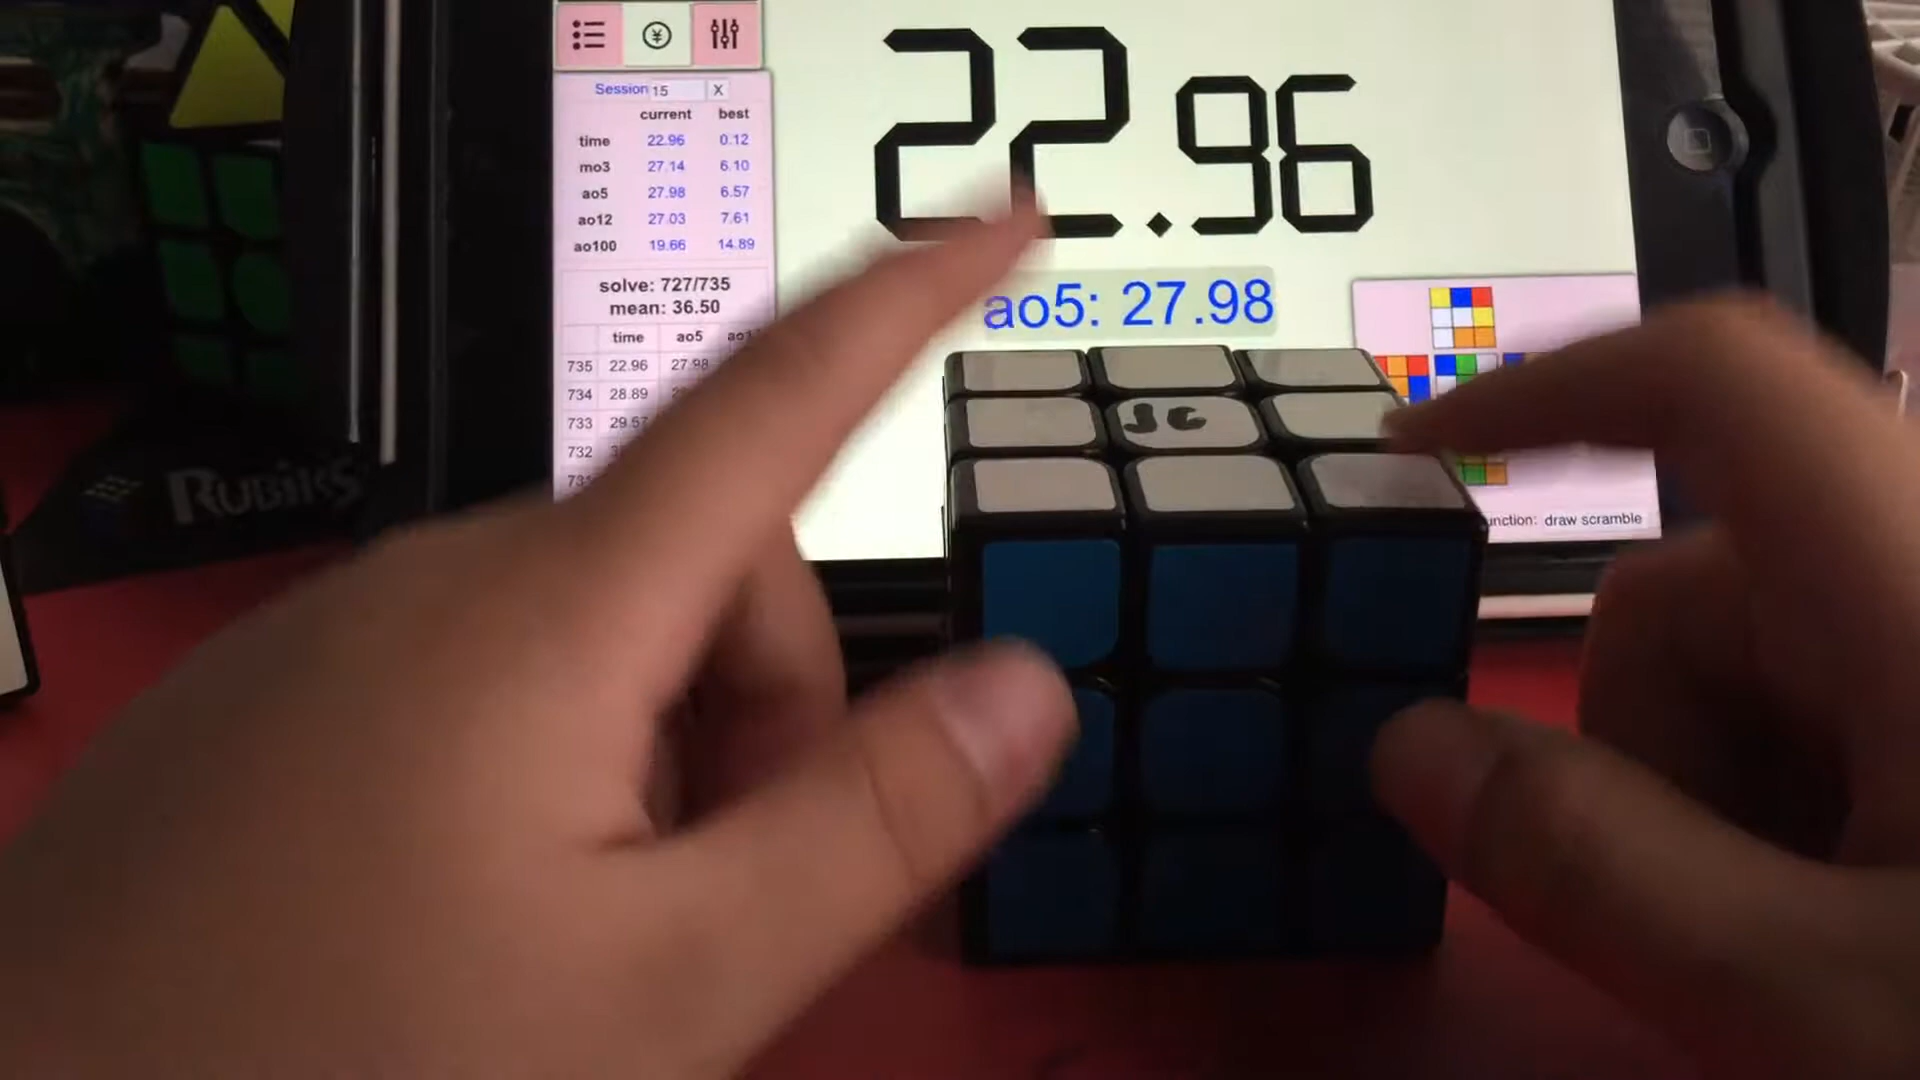 22.96
Session 15 X
current best
time 22.96 0.12
mo3 27.14 6.10
ao5 27.98 6.57
ao12 27.03 7.61
ao100 19.66 14.89
solve: 727/735
mean: 36.50
time ao5
735 22.96 27.98
734 28.89
733 29.57
732
ao5: 27.98
JC
RUBIKS
draw scramble